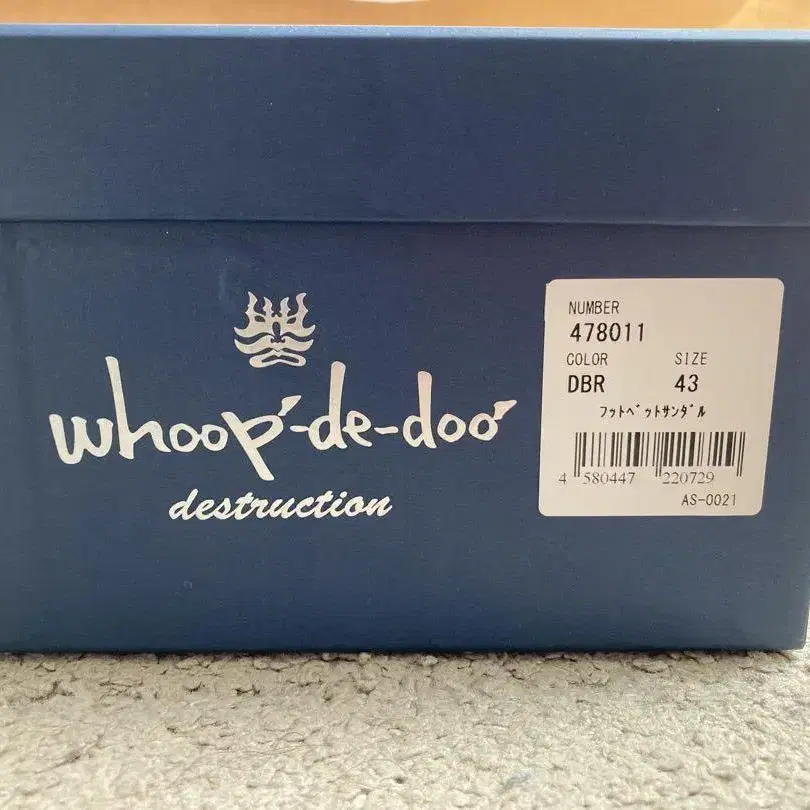 whoop'-de-doo'
destruction
NUMBER
478011
COLOR SIZE
DBR 43
フットベットサンダル
4 580447 220729
AS-0021